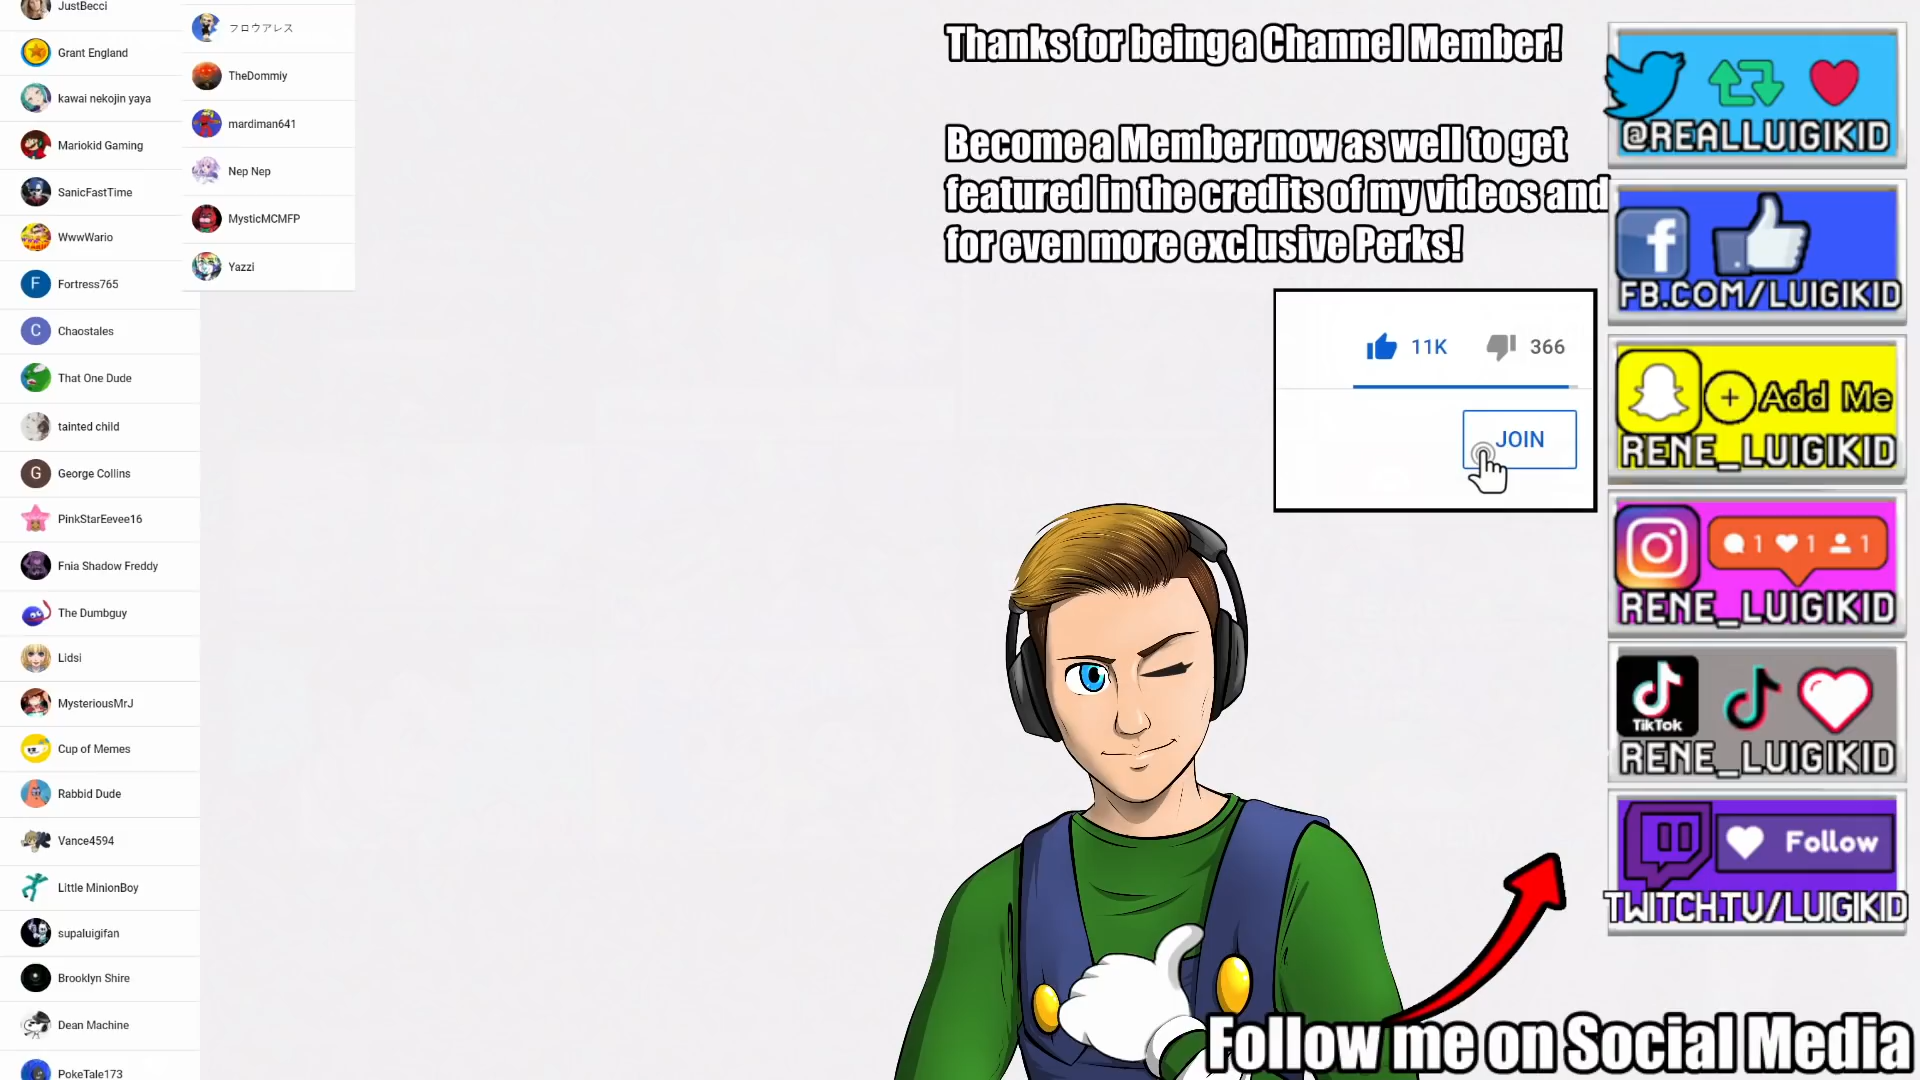 JustBecci
Grant England
kawai nekojin yaya
Mariokid Gaming
SanicFastTime
WwwWario
F
Fortress765
C
Chaostales
That One Dude
tainted child
G
George Collins
PinkStarEevee16
Fnia Shadow Freddy
The Dumbguy
Lidsi
MysteriousMrJ
Cup of Memes
Rabbid Dude
Vance4594
Little MinionBoy
supaluigifan
Brooklyn Shire
Dean Machine
PokeTale173
フロウアレス
TheDommiy
mardiman641
Nep Nep
MysticMCMFP
Yazzi
Thanks for being a Channel Member!
Become a Member now as well to get
featured in the credits of my videos and
for even more exclusive Perks!
11K 366
JOIN
@REALLUIGIKID
f
FB.COM/LUIGIKID
+ Add Me
RENE_LUIGIKID
1 1 1
RENE_LUIGIKID
TikTok
RENE_LUIGIKID
Follow
TWITCH.TV/LUIGIKID
Follow me on Social Media